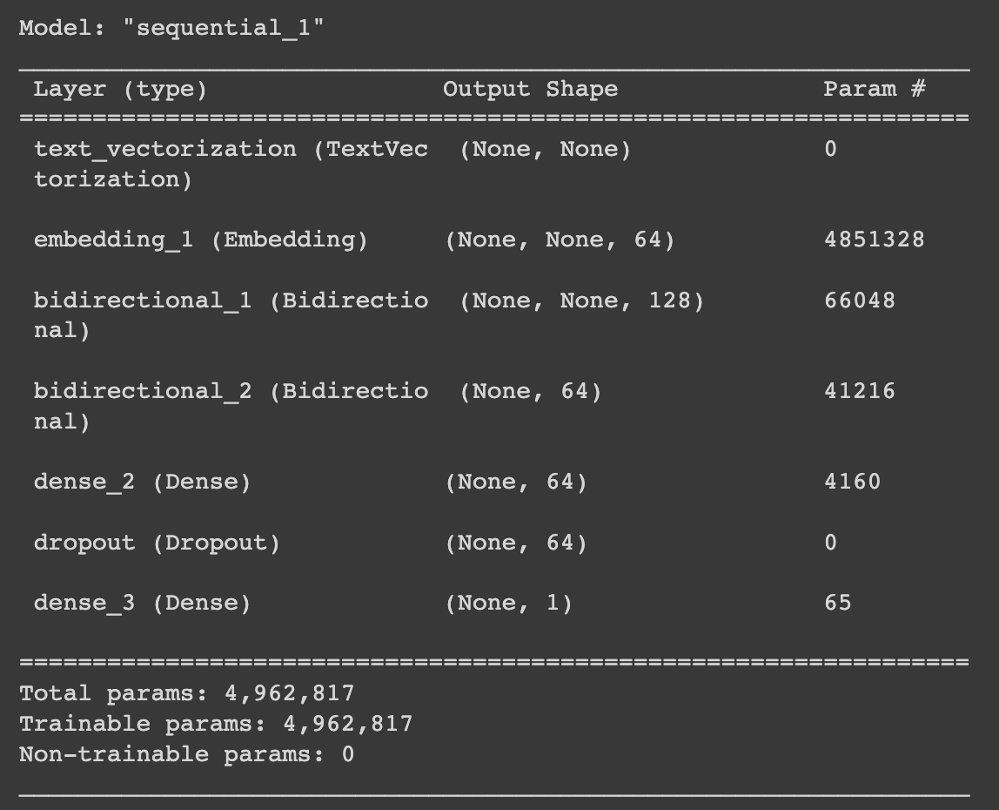 Model: "sequential_1"
Layer (type) Output Shape Param #
=================================================================
text_vectorization (TextVec (None, None) 0
torization)
embedding_1 (Embedding) (None, None, 64) 4851328
bidirectional_1 (Bidirectio (None, None, 128) 66048
nal)
bidirectional_2 (Bidirectio (None, 64) 41216
nal)
dense_2 (Dense) (None, 64) 4160
dropout (Dropout) (None, 64) 0
dense_3 (Dense) (None, 1) 65
=================================================================
Total params: 4,962,817
Trainable params: 4,962,817
Non-trainable params: 0